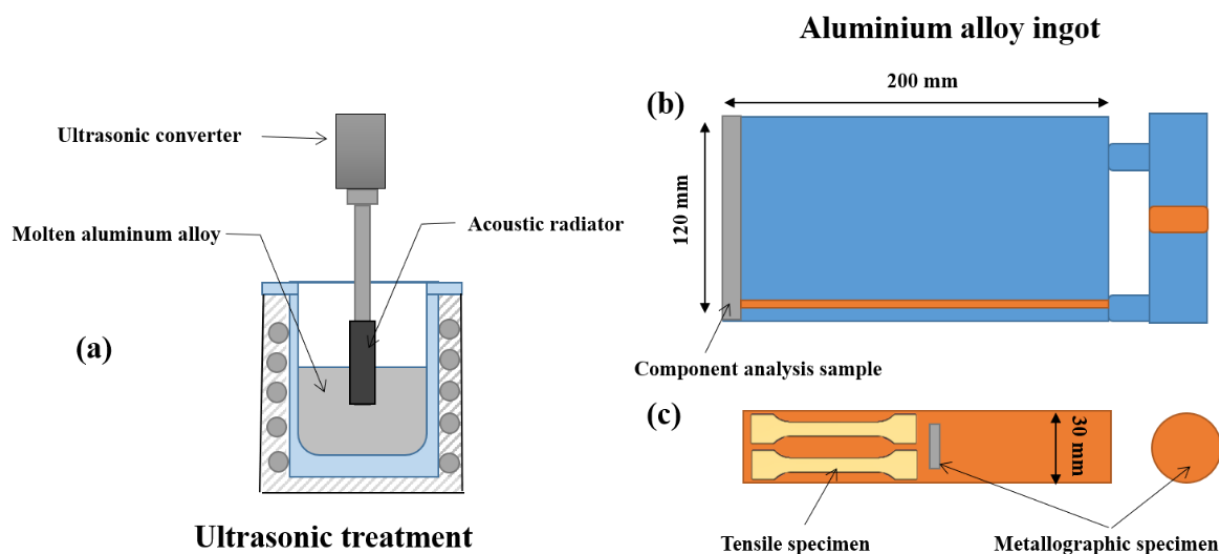 Aluminium alloy ingot
(b)
200 mm
120 mm
Component analysis sample
Ultrasonic converter
Molten aluminum alloy
Acoustic radiator
(a)
Ultrasonic treatment
(c)
30 mm
Tensile specimen
Metallographic specimen